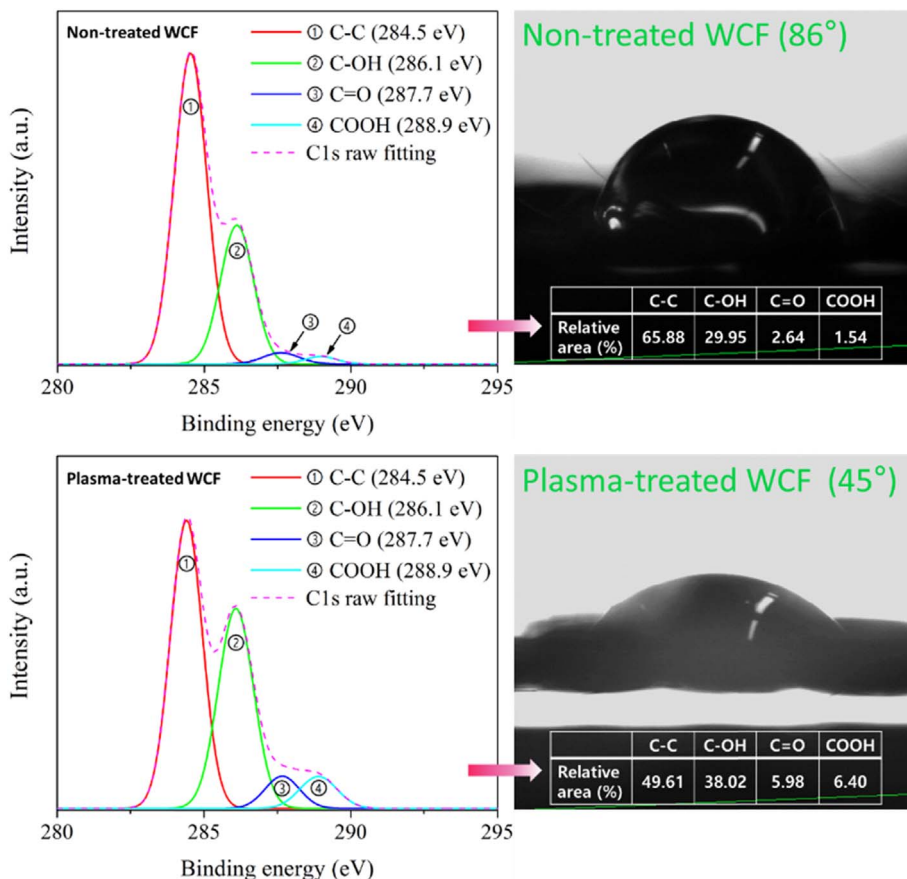 Non-treated WCF
① C-C (284.5 eV)
② C-OH (286.1 eV)
③ C=O (287.7 eV)
④ COOH (288.9 eV)
C1s raw fitting
①
②
③
④
Intensity (a.u.)
280 285 290 295
Binding energy (eV)
Non-treated WCF (86°)
C-C C-OH C=O COOH
Relative area (%) 65.88 29.95 2.64 1.54
Plasma-treated WCF
① C-C (284.5 eV)
② C-OH (286.1 eV)
③ C=O (287.7 eV)
④ COOH (288.9 eV)
C1s raw fitting
①
②
③
④
Intensity (a.u.)
280 285 290 295
Binding energy (eV)
Plasma-treated WCF (45°)
C-C C-OH C=O COOH
Relative area (%) 49.61 38.02 5.98 6.40